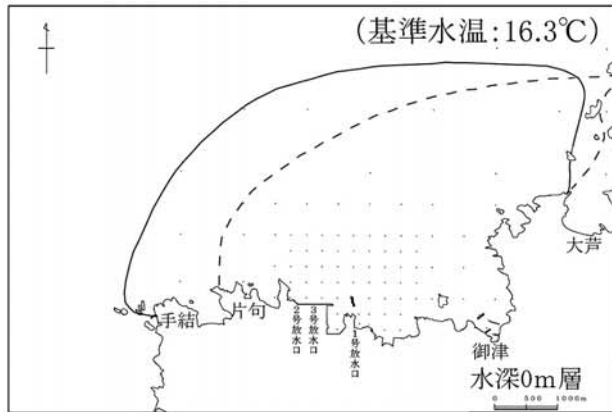 (基準水温:16.3℃)
大芦
手結
片句
2号放水口
3号放水口
1号放水口
御津
水深0m層
0 500 1000m